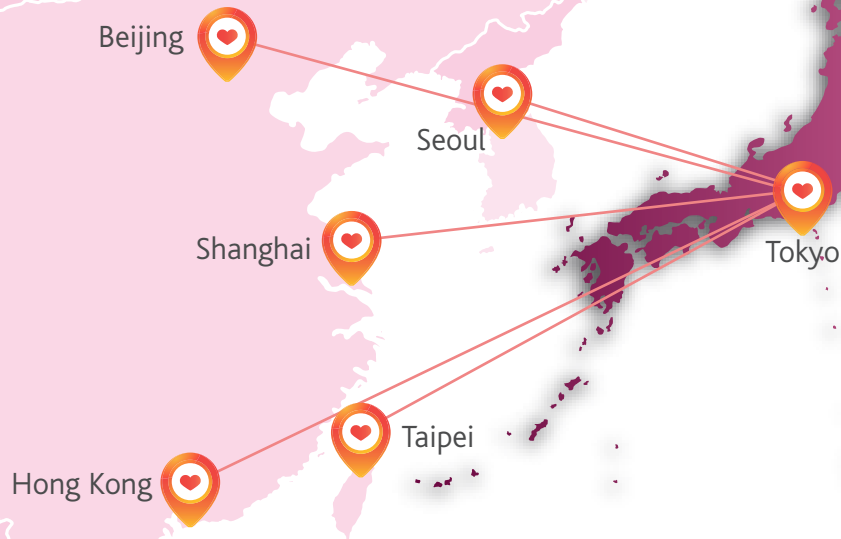 Beijing
Seoul
Shanghai
Tokyo
Taipei
Hong Kong